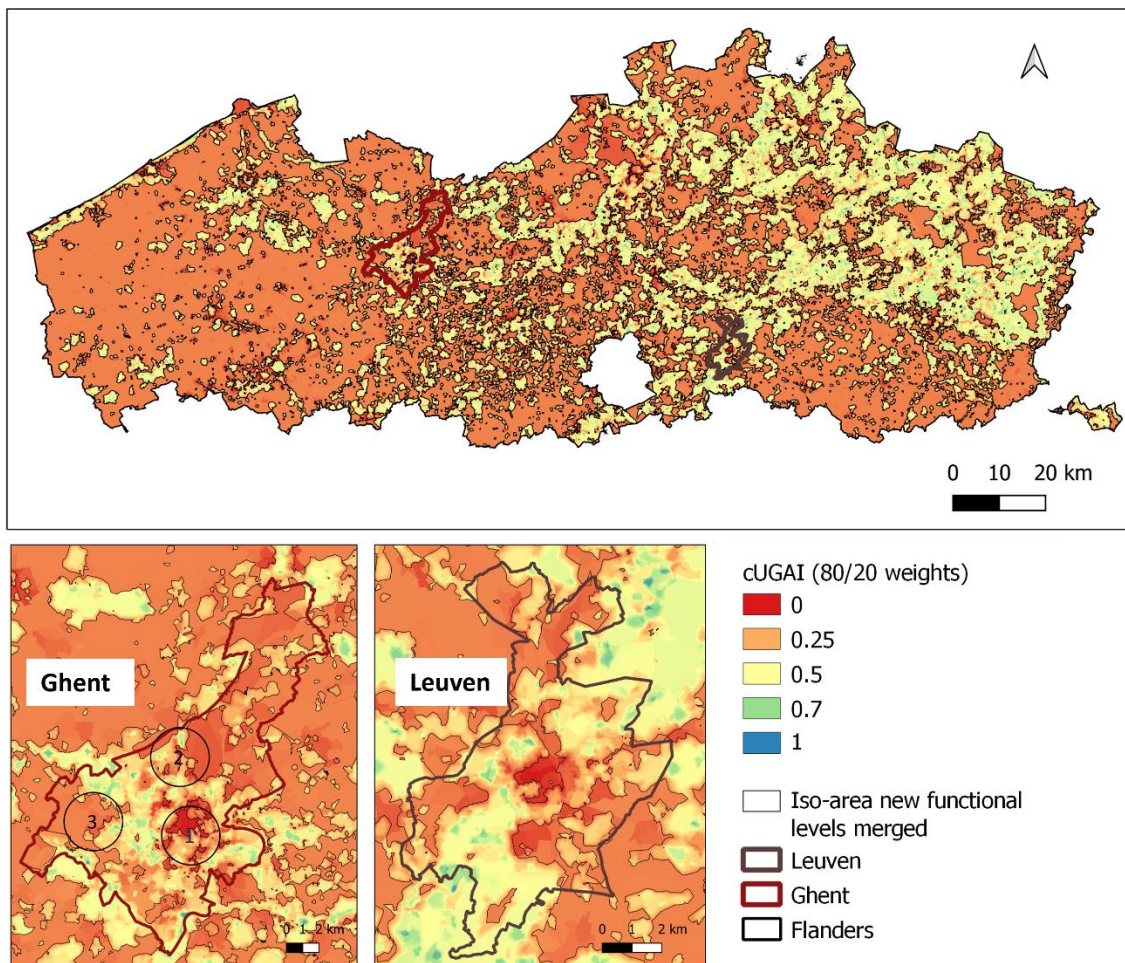 0 10 20 km
Ghent
2
3
1
0 1 2 km
Leuven
0 1 2 km
cUGAI (80/20 weights)
0
0.25
0.5
0.7
1
Iso-area new functional
levels merged
Leuven
Ghent
Flanders